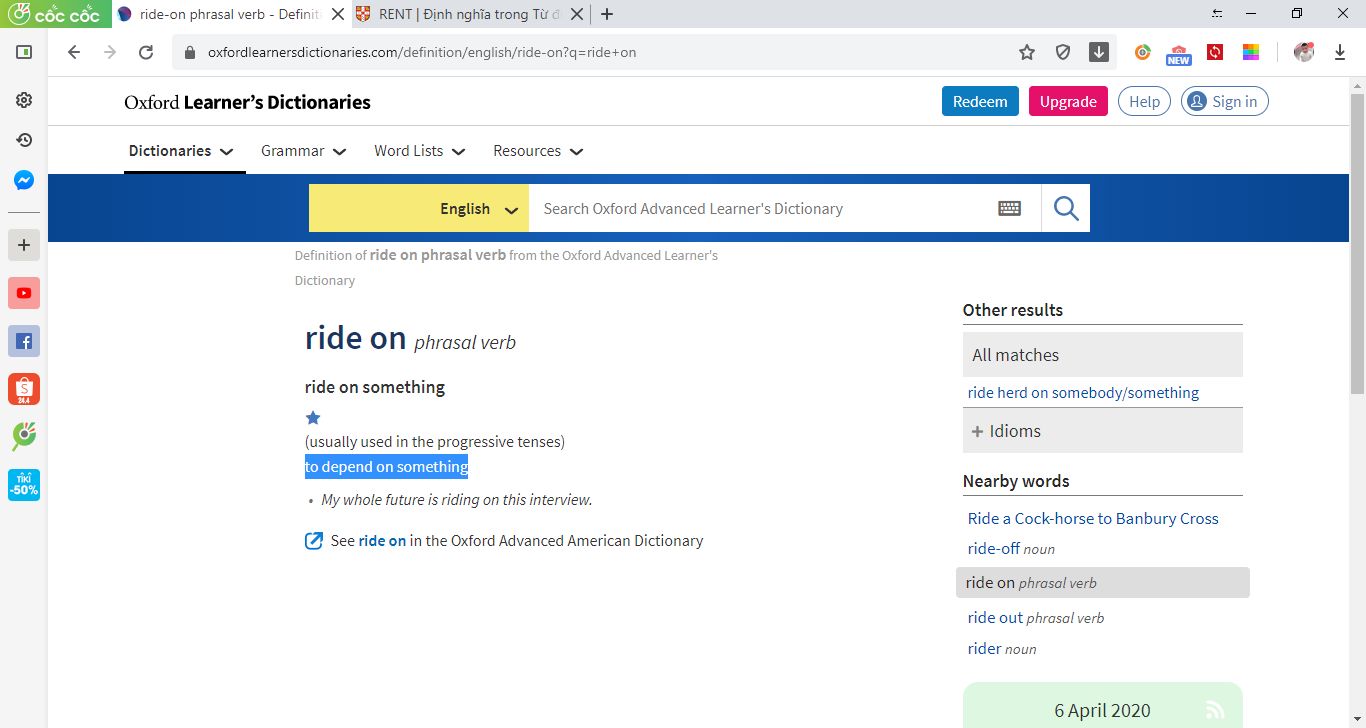 cốc cốc
ride-on phrasal verb - Definiti
RENT | Định nghĩa trong Từ đ
oxfordlearnersdictionaries.com/definition/english/ride-on?q=ride+on
NEW
Oxford Learner's Dictionaries
Redeem
Upgrade
Help
Sign in
Dictionaries
Grammar
Word Lists
Resources
English
Search Oxford Advanced Learner's Dictionary
Definition of ride on phrasal verb from the Oxford Advanced Learner's
Dictionary
ride on phrasal verb
ride on something
(usually used in the progressive tenses)
to depend on something
• My whole future is riding on this interview.
See ride on in the Oxford Advanced American Dictionary
Other results
All matches
ride herd on somebody/something
+ Idioms
Nearby words
Ride a Cock-horse to Banbury Cross
ride-off noun
ride on phrasal verb
ride out phrasal verb
rider noun
6 April 2020
S
24.4
TIKI
-50%